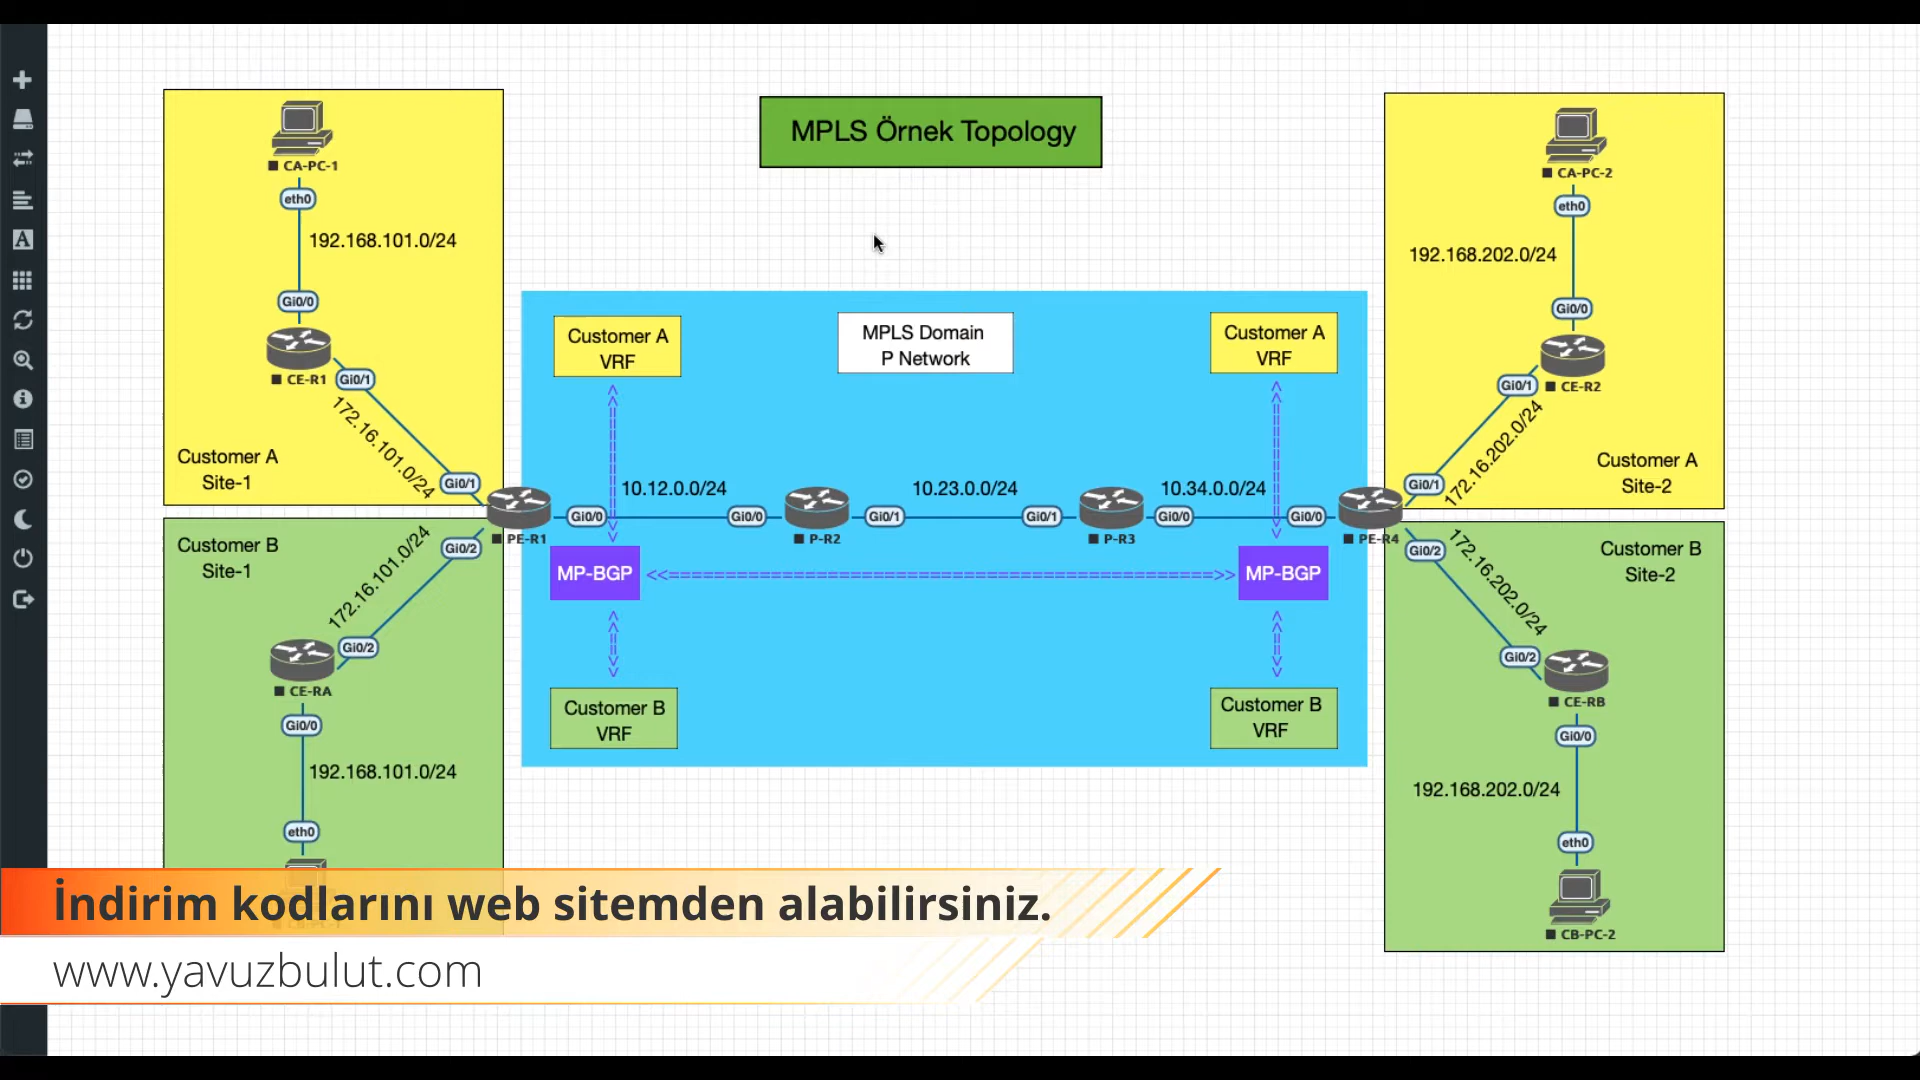 MPLS Örnek Topology
CA-PC-1
eth0
192.168.101.0/24
Gi0/0
CE-R1
Gi0/1
172.16.101.0/24
Gi0/1
Customer A
Site-1
Customer B
Site-1
172.16.101.0/24
Gi0/2
Gi0/2
CE-RA
Gi0/0
192.168.101.0/24
eth0
Customer A
VRF
MPLS Domain
P Network
Customer A
VRF
10.12.0.0/24
10.23.0.0/24
10.34.0.0/24
PE-R1
Gi0/0
Gi0/0
P-R2
Gi0/1
Gi0/1
P-R3
Gi0/0
Gi0/0
PE-R4
MP-BGP
<<==============================>>
MP-BGP
Customer B
VRF
Customer B
VRF
CA-PC-2
eth0
192.168.202.0/24
Gi0/0
CE-R2
Gi0/1
172.16.202.0/24
Gi0/1
Customer A
Site-2
Customer B
Site-2
Gi0/2
172.16.202.0/24
Gi0/2
CE-RB
Gi0/0
192.168.202.0/24
eth0
CB-PC-2
İndirim kodlarını web sitemden alabilirsiniz.
www.yavuzbulut.com